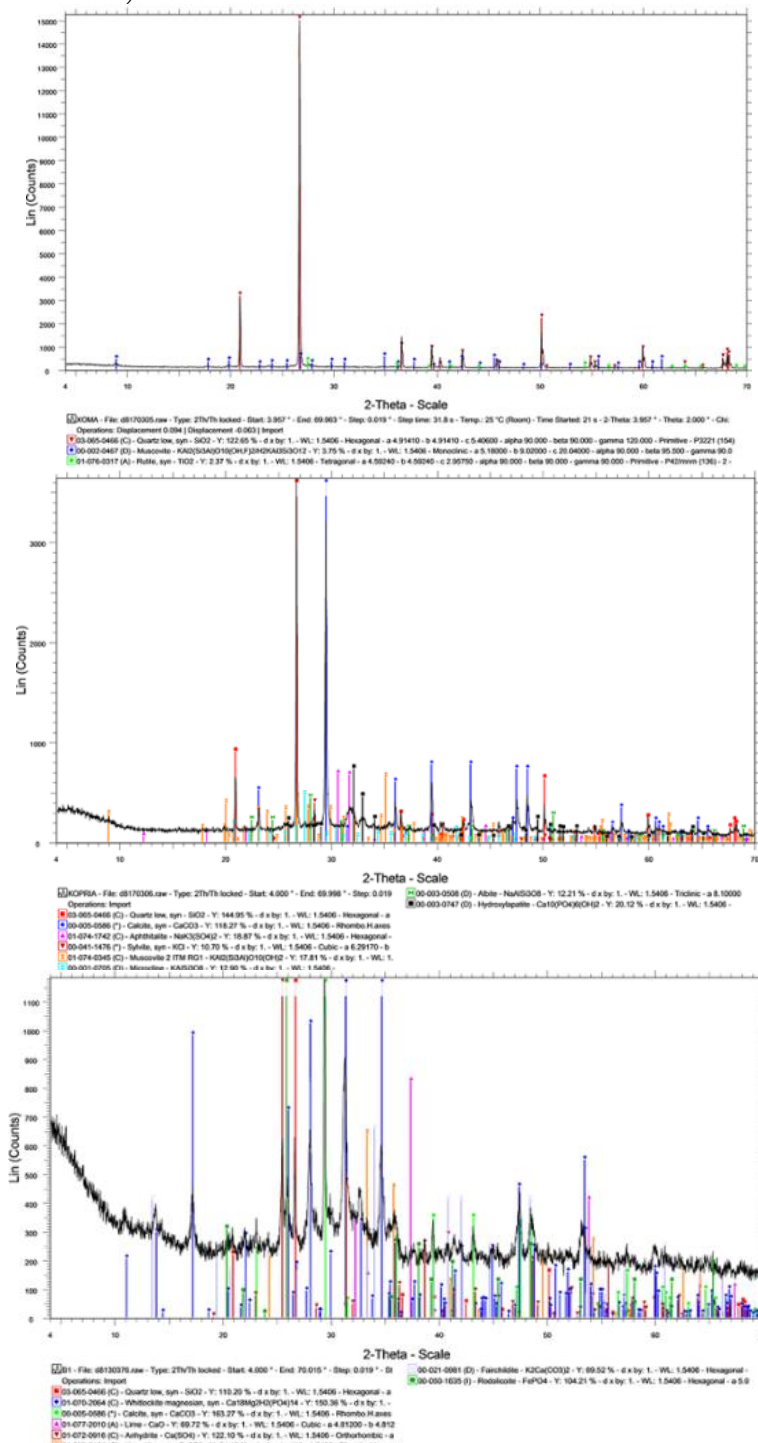 15000
14000
13000
12000
11000
10000
9000
8000
7000
6000
5000
4000
3000
2000
1000
0
Lin (Counts)
4 10 20 30 40 50 60 70
2-Theta - Scale
KOMA - File: d8170305.raw - Type: 2Th/Th locked - Start: 3.957 ° - End: 69.963 ° - Step: 0.019 ° - Step time: 31.8 s - Temp.: 25 °C (Room) - Time Started: 21 s - 2-Theta: 3.957 ° - Theta: 2.000 ° - Chi:
Operations: Displacement 0.094 | Displacement -0.063 | Import
03-065-0466 (C) - Quartz low, syn - SiO2 - Y: 122.65 % - d x by: 1. - WL: 1.5406 - Hexagonal - a 4.91410 - b 4.91410 - c 5.40600 - alpha 90.000 - beta 90.000 - gamma 120.000 - Primitive - P3221 (154)
00-002-0467 (D) - Muscovite - KAl2(Si3Al)O10(OH,F)2/H2KAl3Si3O12 - Y: 3.75 % - d x by: 1. - WL: 1.5406 - Monoclinic - a 5.18000 - b 9.02000 - c 20.04000 - alpha 90.000 - beta 95.500 - gamma 90.0
01-076-0317 (A) - Rutile, syn - TiO2 - Y: 2.37 % - d x by: 1. - WL: 1.5406 - Tetragonal - a 4.59240 - b 4.59240 - c 2.95750 - alpha 90.000 - beta 90.000 - gamma 90.000 - Primitive - P42/mnm (136) - 2 -
3000
2000
1000
0
Lin (Counts)
4 10 20 30 40 50 60 70
2-Theta - Scale
KOPRIA - File: d8170306.raw - Type: 2Th/Th locked - Start: 4.000 ° - End: 69.998 ° - Step: 0.019
Operations: Import
03-065-0466 (C) - Quartz low, syn - SiO2 - Y: 144.95 % - d x by: 1. - WL: 1.5406 - Hexagonal - a
00-005-0586 (*) - Calcite, syn - CaCO3 - Y: 118.27 % - d x by: 1. - WL: 1.5406 - Rhombo.H.axes
01-074-1742 (A) - Aphthitalite - NaK3(SO4)2 - Y: 18.87 % - d x by: 1. - WL: 1.5406 - Hexagonal -
00-041-1476 (*) - Sylvite, syn - KCl - Y: 10.70 % - d x by: 1. - WL: 1.5406 - Cubic - a 6.29170 - b
01-074-0345 (C) - Muscovite 2 ITM RG1 - KAl2(Si3Al)O10(OH)2 - Y: 17.81 % - d x by: 1. - WL: 1.
00-001-0705 (D) - Microcline - KAlSi3O8 - Y: 12.90 % - d x by: 1. - WL: 1.5406 -
00-003-0508 (D) - Albite - NaAlSi3O8 - Y: 12.21 % - d x by: 1. - WL: 1.5406 - Triclinic - a 8.10000
00-003-0747 (D) - Hydroxylapatite - Ca10(PO4)6(OH)2 - Y: 20.12 % - d x by: 1. - WL: 1.5406 -
1100
1000
900
800
700
600
500
400
300
200
100
0
Lin (Counts)
4 10 20 30 40 50 60
2-Theta - Scale
B1 - File: d8130376.raw - Type: 2Th/Th locked - Start: 4.000 ° - End: 70.015 ° - Step: 0.019 ° - St
Operations: Import
03-065-0466 (C) - Quartz low, syn - SiO2 - Y: 110.20 % - d x by: 1. - WL: 1.5406 - Hexagonal - a
01-070-2064 (C) - Whitlockite magnesian, syn - Ca18Mg2H2(PO4)14 - Y: 150.36 % - d x by: 1. -
00-005-0586 (*) - Calcite, syn - CaCO3 - Y: 163.27 % - d x by: 1. - WL: 1.5406 - Rhombo.H.axes
01-077-2010 (A) - Lime - CaO - Y: 69.72 % - d x by: 1. - WL: 1.5406 - Cubic - a 4.81200 - b 4.812
01-072-0916 (C) - Anhydrite - Ca(SO4) - Y: 122.10 % - d x by: 1. - WL: 1.5406 - Orthorhombic - a
00-021-0981 (D) - Fairchildite - K2Ca(CO3)2 - Y: 69.52 % - d x by: 1. - WL: 1.5406 - Hexagonal -
00-050-1635 (I) - Rodolicoite - FePO4 - Y: 104.21 % - d x by: 1. - WL: 1.5406 - Hexagonal - a 5.0